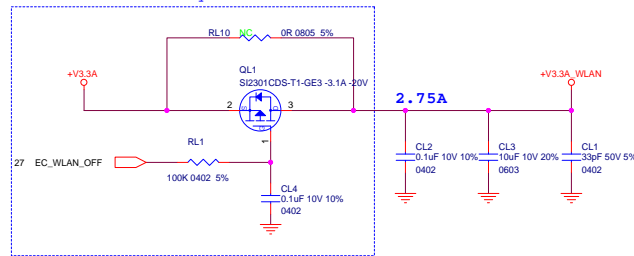 RL10 NC 0R 0805 5%
QL1
SI2301CDS-T1-GE3 -3.1A -20V
+V3.3A
+V3.3A_WLAN
2 S D 3
2.75A
G
1
RL1
27 EC_WLAN_OFF
100K 0402 5%
CL2
0.1uF 10V 10%
0402
CL3
10uF 10V 20%
0603
CL1
33pF 50V 5%
0402
CL4
0.1uF 10V 10%
0402